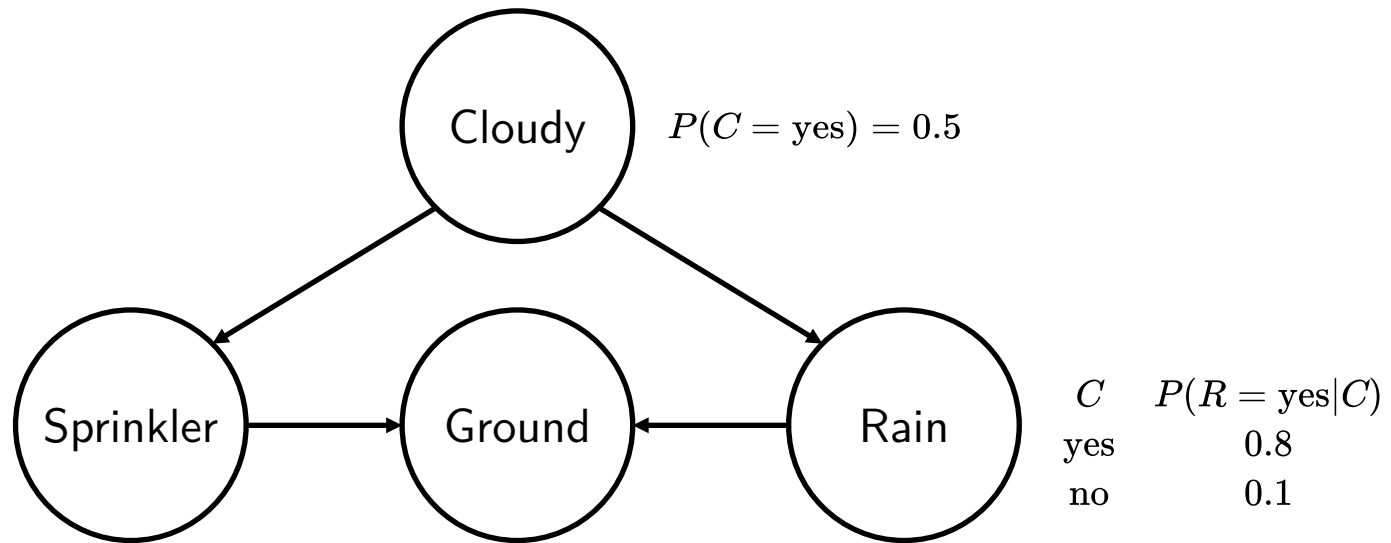 Cloudy
P(C = yes) = 0.5
Sprinkler
Ground
Rain
C P(R = yes|C)
yes 0.8
no 0.1